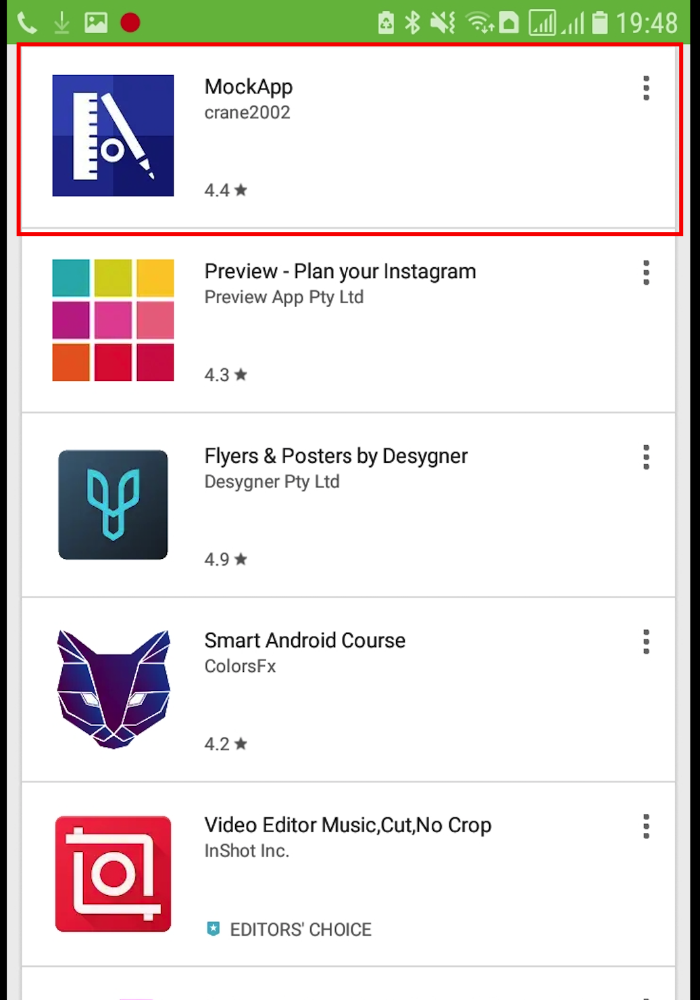 19:48
MockApp
crane2002
4.4
Preview - Plan your Instagram
Preview App Pty Ltd
4.3
Flyers & Posters by Desygner
Desygner Pty Ltd
4.9
Smart Android Course
ColorsFx
4.2
Video Editor Music,Cut,No Crop
InShot Inc.
EDITORS' CHOICE